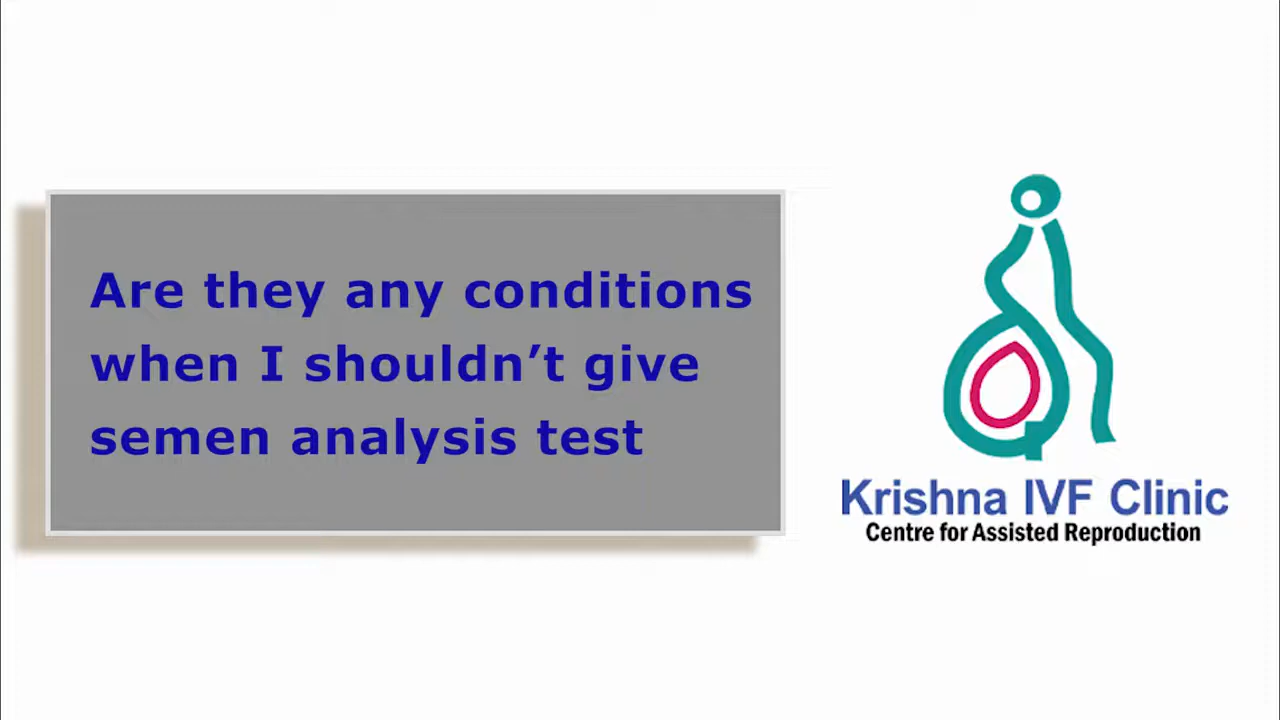 Are they any conditions
when I shouldn’t give
semen analysis test
Krishna IVF Clinic
Centre for Assisted Reproduction